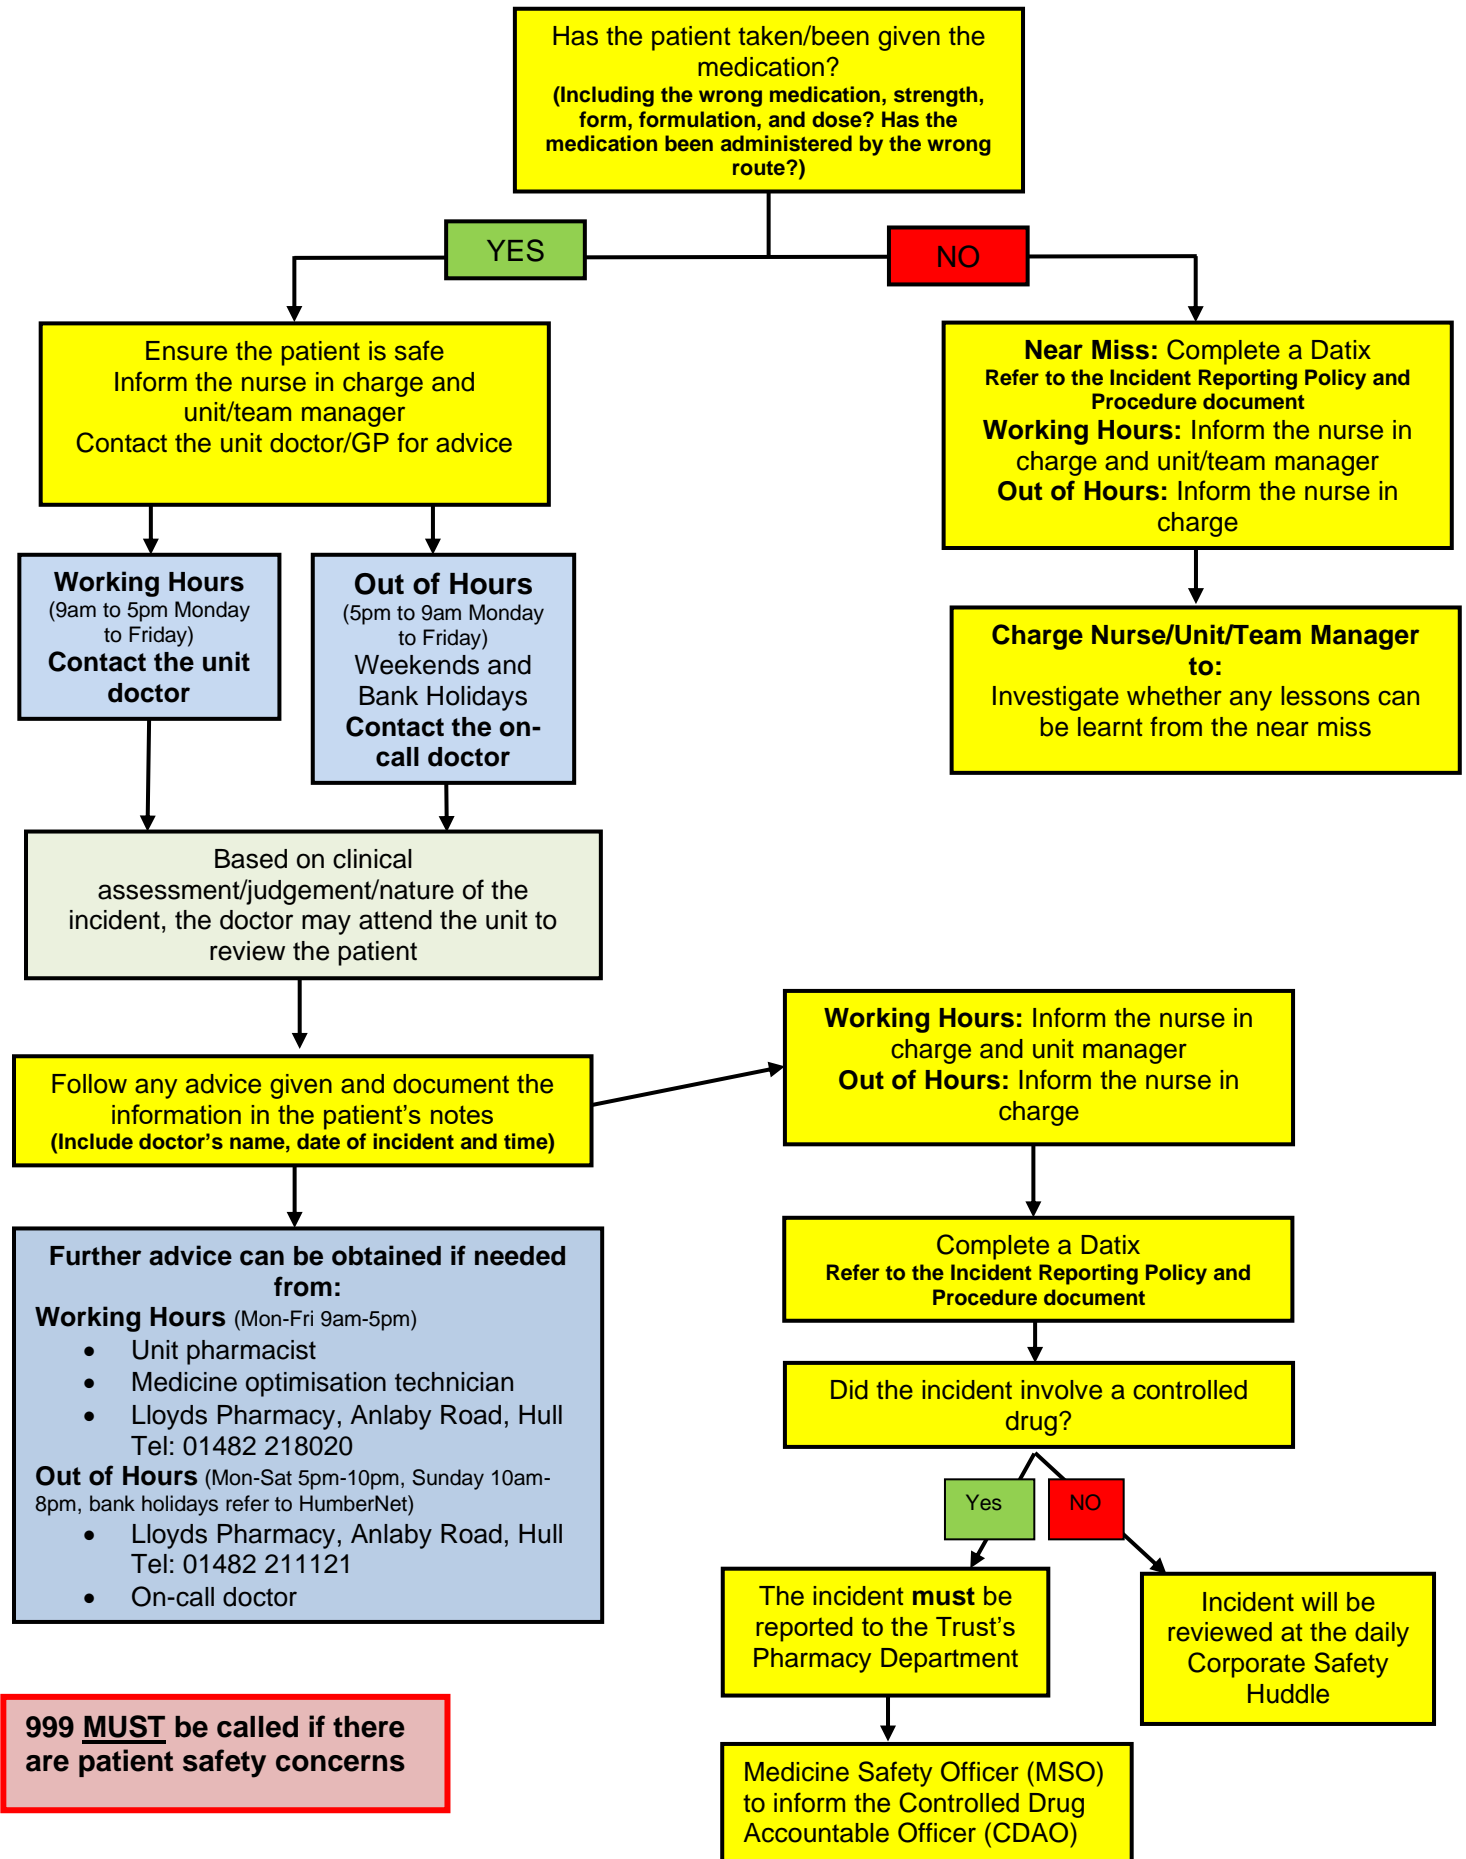 Has the patient taken/been given the
medication?
(Including the wrong medication, strength,
form, formulation, and dose? Has the
medication been administered by the wrong
route?)
YES
NO
Ensure the patient is safe
Inform the nurse in charge and
unit/team manager
Contact the unit doctor/GP for advice
Near Miss: Complete a Datix
Refer to the Incident Reporting Policy and
Procedure document
Working Hours: Inform the nurse in
charge and unit/team manager
Out of Hours: Inform the nurse in
charge
Working Hours
(9am to 5pm Monday
to Friday)
Contact the unit
doctor
Out of Hours
(5pm to 9am Monday
to Friday)
Weekends and
Bank Holidays
Contact the on-
call doctor
Charge Nurse/Unit/Team Manager
to:
Investigate whether any lessons can
be learnt from the near miss
Based on clinical
assessment/judgement/nature of the
incident, the doctor may attend the unit to
review the patient
Follow any advice given and document the
information in the patient's notes
(Include doctor's name, date of incident and time)
Working Hours: Inform the nurse in
charge and unit manager
Out of Hours: Inform the nurse in
charge
Further advice can be obtained if needed
from:
Working Hours (Mon-Fri 9am-5pm)
• Unit pharmacist
• Medicine optimisation technician
• Lloyds Pharmacy, Anlaby Road, Hull
Tel: 01482 218020
Out of Hours (Mon-Sat 5pm-10pm, Sunday 10am-
8pm, bank holidays refer to HumberNet)
• Lloyds Pharmacy, Anlaby Road, Hull
Tel: 01482 211121
• On-call doctor
Complete a Datix
Refer to the Incident Reporting Policy and
Procedure document
Did the incident involve a controlled
drug?
Yes
NO
The incident must be
reported to the Trust's
Pharmacy Department
Incident will be
reviewed at the daily
Corporate Safety
Huddle
Medicine Safety Officer (MSO)
to inform the Controlled Drug
Accountable Officer (CDAO)
999 MUST be called if there
are patient safety concerns